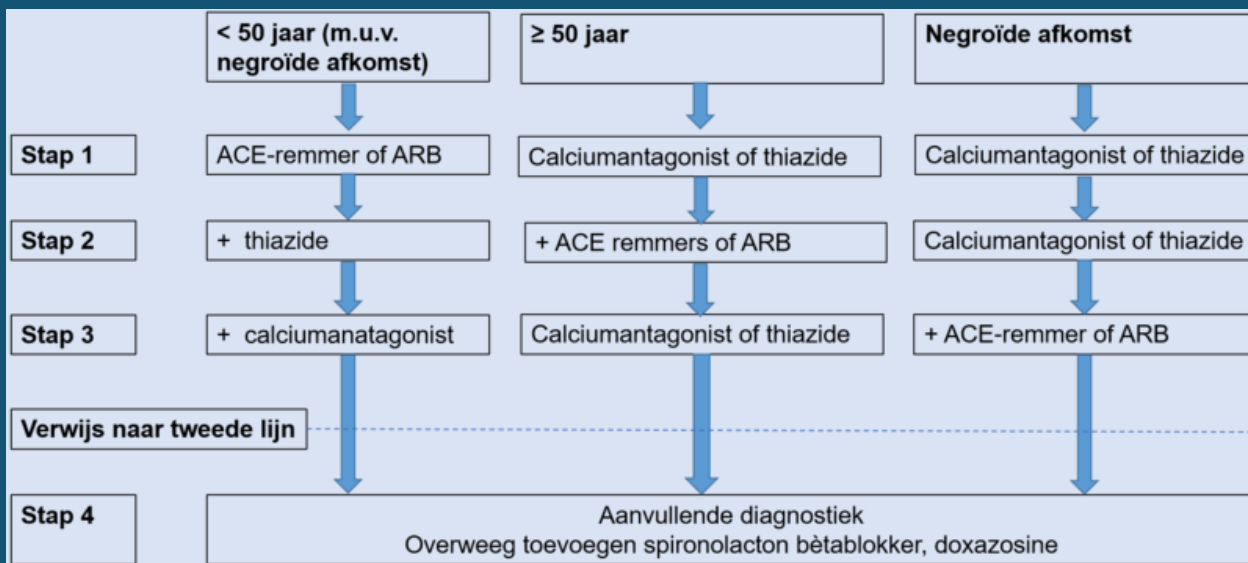 < 50 jaar (m.u.v.
negroïde afkomst)
≥ 50 jaar
Negroïde afkomst
Stap 1
ACE-remmer of ARB
Calciumantagonist of thiazide
Calciumantagonist of thiazide
Stap 2
+ thiazide
+ ACE remmers of ARB
Calciumantagonist of thiazide
Stap 3
+ calciumanatagonist
Calciumantagonist of thiazide
+ ACE-remmer of ARB
Verwijs naar tweede lijn
Stap 4
Aanvullende diagnostiek
Overweeg toevoegen spironolacton bètablokker, doxazosine